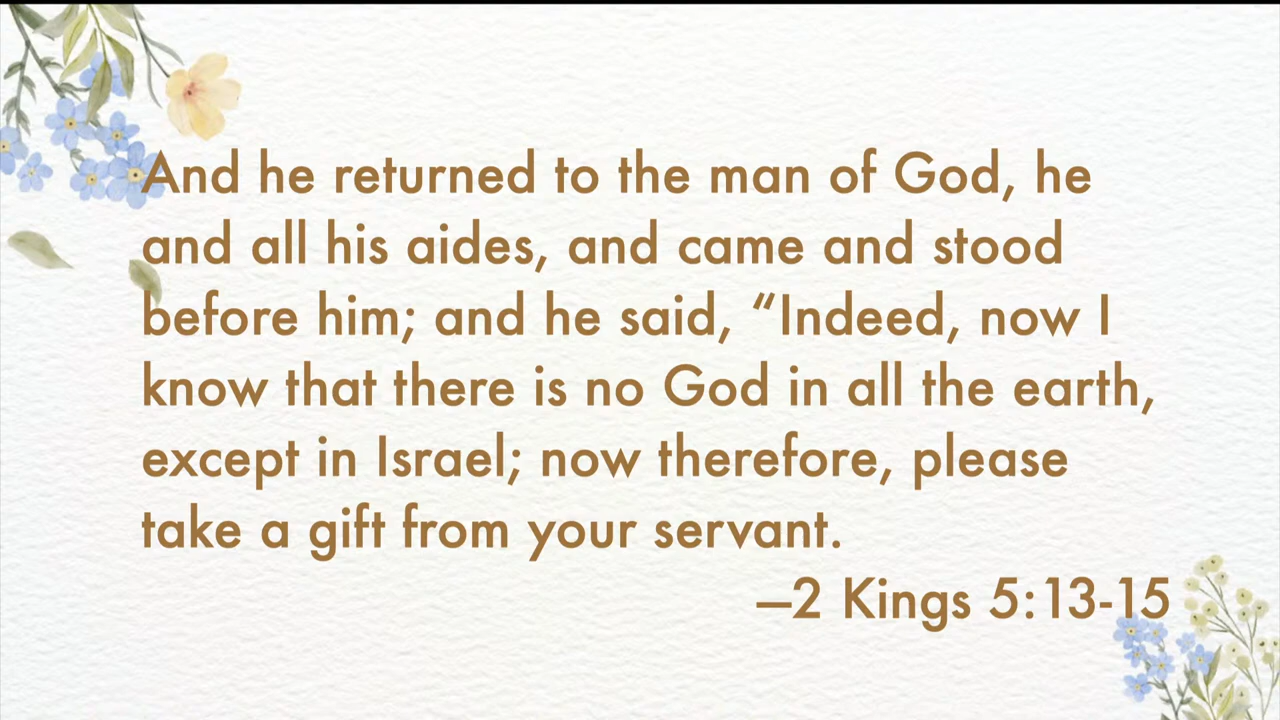 And he returned to the man of God, he
and all his aides, and came and stood
before him; and he said, “Indeed, now I
know that there is no God in all the earth,
except in Israel; now therefore, please
take a gift from your servant.
—2 Kings 5:13-15